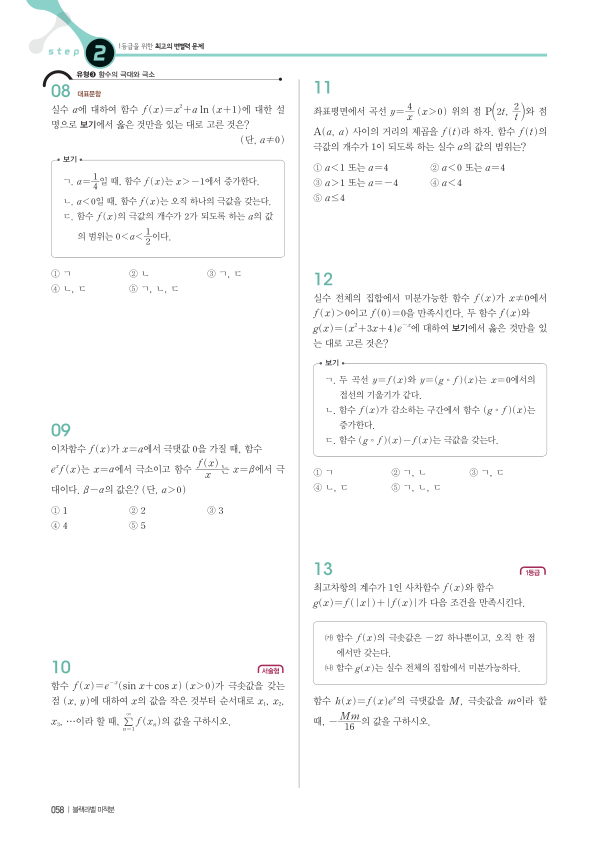 step 2
1등급을 위한 최고의 변별력 문제
유형❸ 함수의 극대와 극소
08 대표문항
실수 a에 대하여 함수 f(x)=x²+a ln (x+1)에 대한 설
명으로 보기에서 옳은 것만을 있는 대로 고른 것은?
(단, a≠0)
보기
ㄱ. a=1/4일 때, 함수 f(x)는 x>-1에서 증가한다.
ㄴ. a<0일 때, 함수 f(x)는 오직 하나의 극값을 갖는다.
ㄷ. 함수 f(x)의 극값의 개수가 2가 되도록 하는 a의 값
의 범위는 0<a<1/2이다.
① ㄱ ② ㄴ ③ ㄱ, ㄷ
④ ㄴ, ㄷ ⑤ ㄱ, ㄴ, ㄷ
09
이차함수 f(x)가 x=a에서 극댓값 0을 가질 때, 함수
eˣf(x)는 x=α에서 극소이고 함수 f(x)/x는 x=β에서 극
대이다. β-α의 값은? (단, a>0)
① 1 ② 2 ③ 3
④ 4 ⑤ 5
10 서술형
함수 f(x)=e⁻ˣ(sin x+cos x) (x>0)가 극솟값을 갖는
점 (x, y)에 대하여 x의 값을 작은 것부터 순서대로 x₁, x₂,
x₃, ⋯이라 할 때, ∞∑n=1 f(xₙ)의 값을 구하시오.
11
좌표평면에서 곡선 y=4/x (x>0) 위의 점 P(2t, 2/t)와 점
A(a, a) 사이의 거리의 제곱을 f(t)라 하자. 함수 f(t)의
극값의 개수가 1이 되도록 하는 실수 a의 값의 범위는?
① a<1 또는 a=4 ② a<0 또는 a=4
③ a>1 또는 a=-4 ④ a<4
⑤ a≤4
12
실수 전체의 집합에서 미분가능한 함수 f(x)가 x≠0에서
f(x)>0이고 f(0)=0을 만족시킨다. 두 함수 f(x)와
g(x)=(x²+3x+4)e⁻ˣ에 대하여 보기에서 옳은 것만을 있
는 대로 고른 것은?
보기
ㄱ. 두 곡선 y=f(x)와 y=(g∘f)(x)는 x=0에서의
접선의 기울기가 같다.
ㄴ. 함수 f(x)가 감소하는 구간에서 함수 (g∘f)(x)는
증가한다.
ㄷ. 함수 (g∘f)(x)-f(x)는 극값을 갖는다.
① ㄱ ② ㄱ, ㄴ ③ ㄱ, ㄷ
④ ㄴ, ㄷ ⑤ ㄱ, ㄴ, ㄷ
13 1등급
최고차항의 계수가 1인 사차함수 f(x)와 함수
g(x)=f(|x|)+|f(x)|가 다음 조건을 만족시킨다.
㈎ 함수 f(x)의 극솟값은 -27 하나뿐이고, 오직 한 점
에서만 갖는다.
㈏ 함수 g(x)는 실수 전체의 집합에서 미분가능하다.
함수 h(x)=f(x)eˣ의 극댓값을 M, 극솟값을 m이라 할
때, -Mm/16의 값을 구하시오.
058 | 블랙라벨 미적분